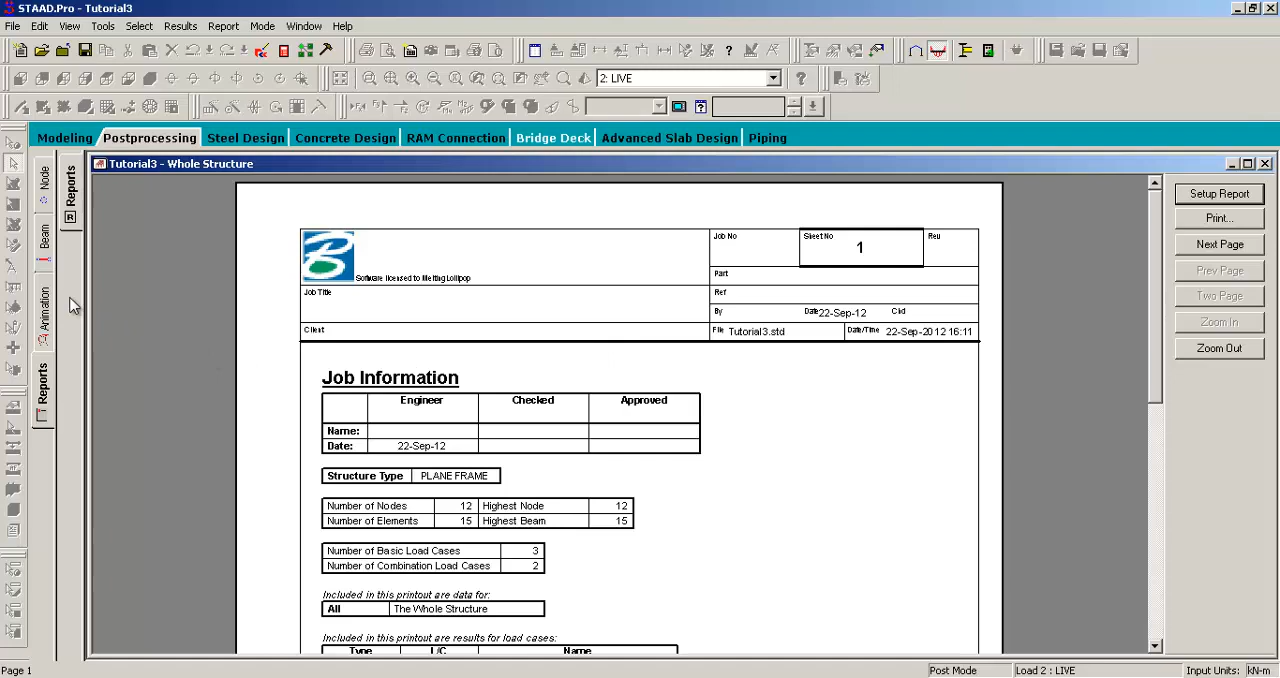 STAAD.Pro - Tutorial3
File Edit View Tools Select Results Report Mode Window Help
2: LIVE
Modeling Postprocessing Steel Design Concrete Design RAM Connection Bridge Deck Advanced Slab Design Piping
Tutorial3 - Whole Structure
Node
Beam
Animation
Reports
Reports
Setup Report
Print...
Next Page
Prev Page
Two Page
Zoom In
Zoom Out
Software licensed to Melting Lollipop
Job No
Sheet No
1
Rev
Part
Job Title
Ref
By
Date 22-Sep-12
Chd
Client
File Tutorial3.std
Date/Time 22-Sep-2012 16:11
Job Information
Engineer Checked Approved
Name:
Date: 22-Sep-12
Structure Type PLANE FRAME
Number of Nodes 12 Highest Node 12
Number of Elements 15 Highest Beam 15
Number of Basic Load Cases 3
Number of Combination Load Cases 2
Included in this printout are data for:
All The Whole Structure
Included in this printout are results for load cases:
Type L/C Name
Page 1
Post Mode
Load 2 : LIVE
Input Units: kN-m